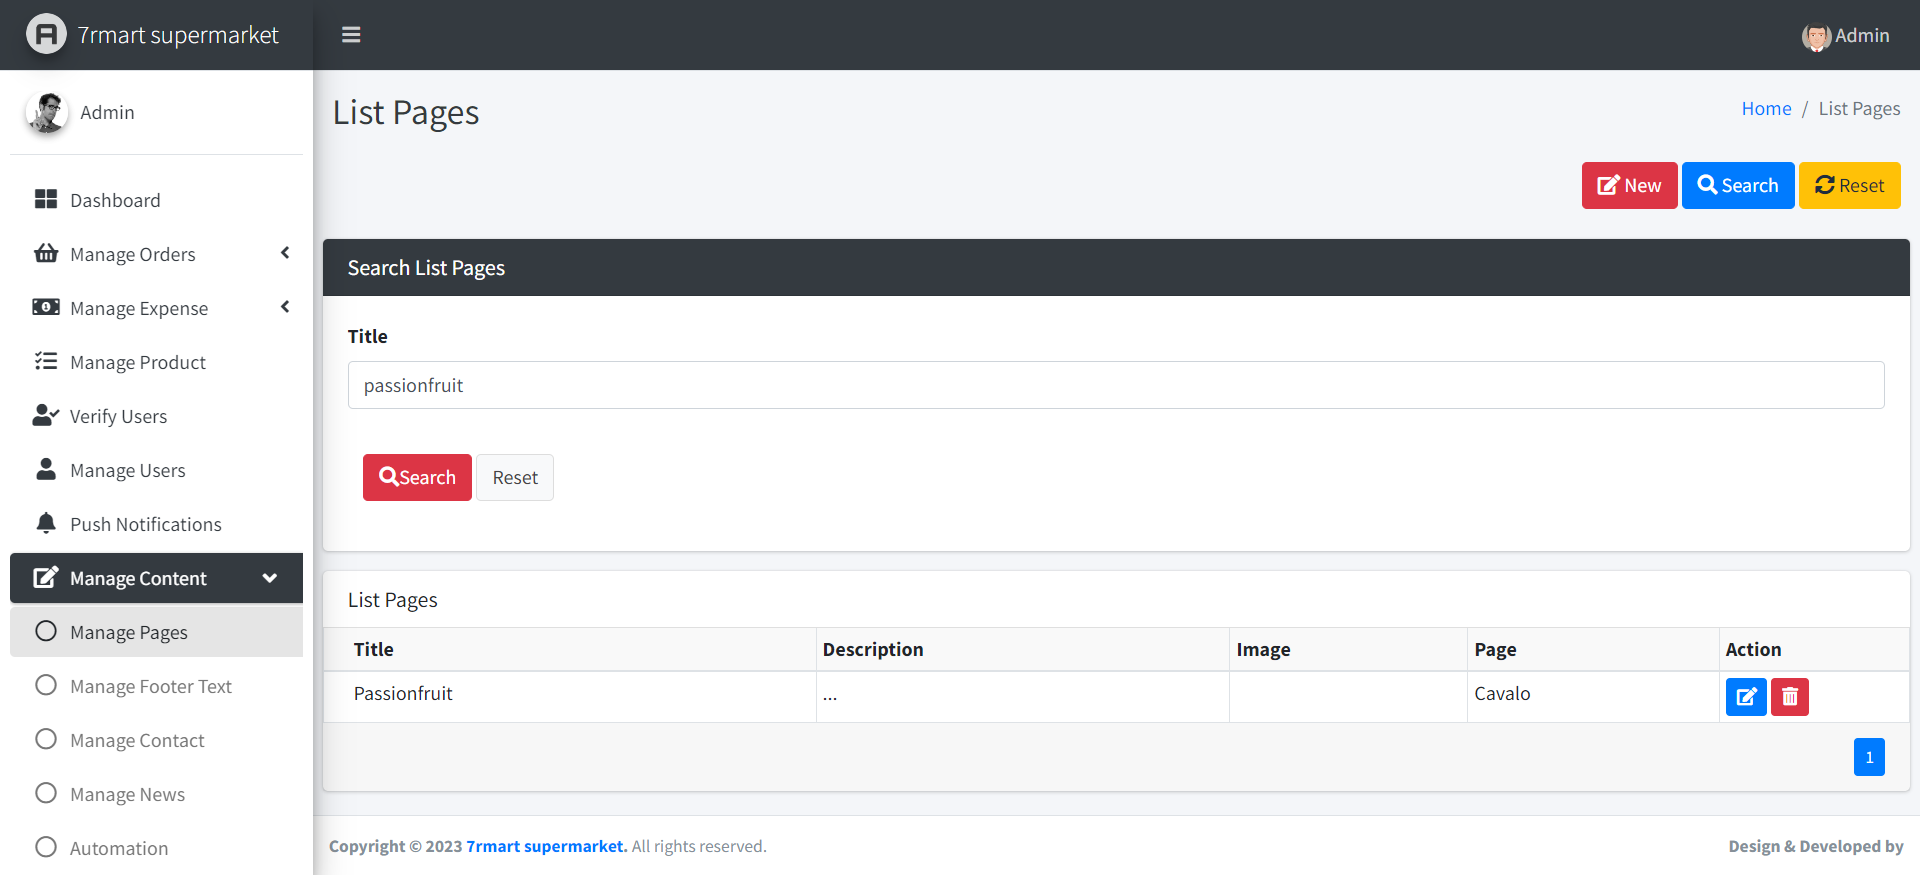 7rmart supermarket
Admin
Admin
List Pages
Home / List Pages
Dashboard
New Search Reset
Manage Orders
Search List Pages
Manage Expense
Title
Manage Product
passionfruit
Verify Users
Manage Users
Search Reset
Push Notifications
Manage Content
List Pages
Manage Pages
Title Description Image Page Action
Manage Footer Text
Passionfruit ... Cavalo
Manage Contact
1
Manage News
Automation
Copyright © 2023 7rmart supermarket. All rights reserved.
Design & Developed by